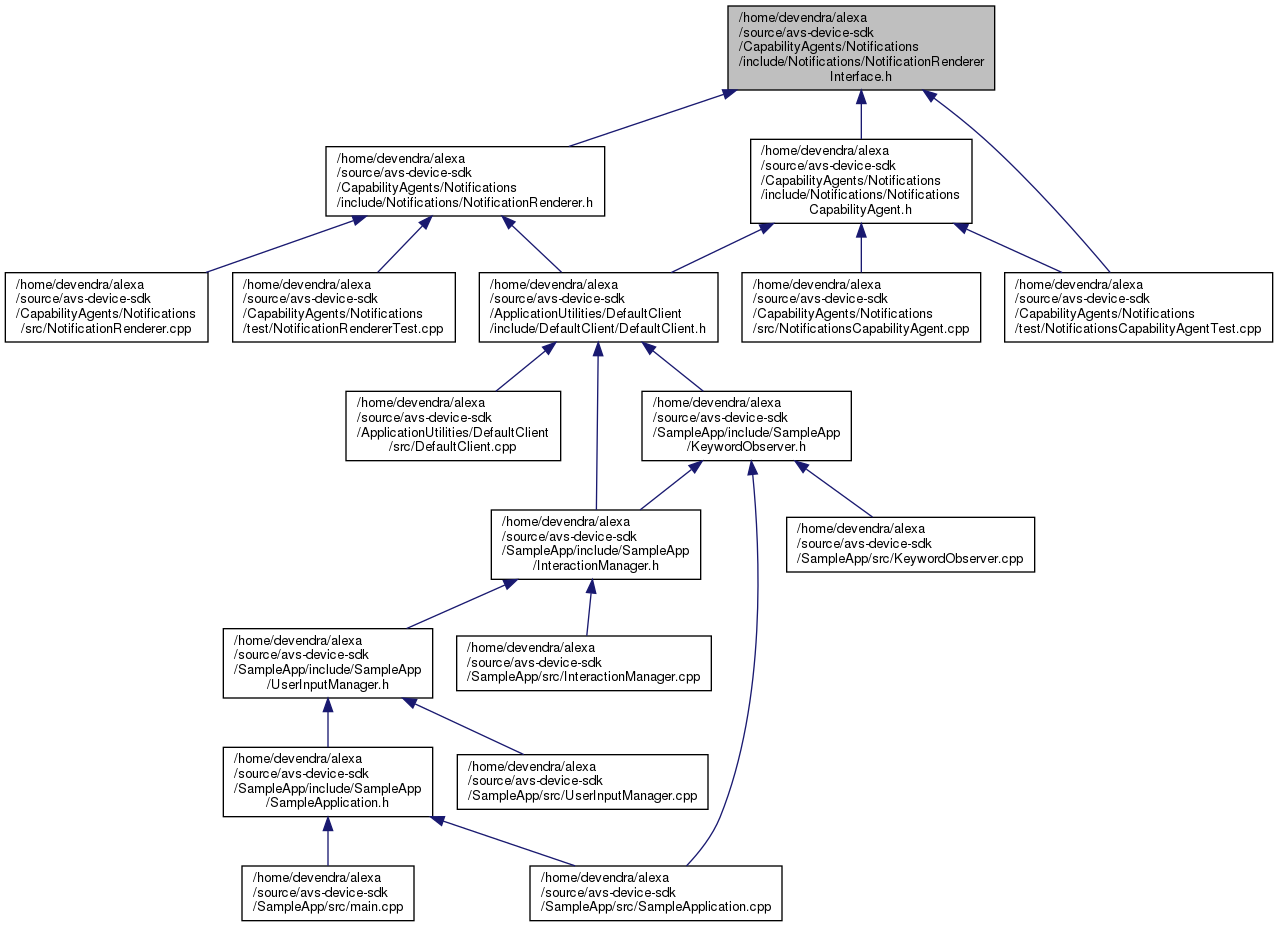 /home/devendra/alexa
/source/avs-device-sdk
/CapabilityAgents/Notifications
/include/Notifications/NotificationRenderer
Interface.h
/home/devendra/alexa
/source/avs-device-sdk
/CapabilityAgents/Notifications
/include/Notifications/NotificationRenderer.h
/home/devendra/alexa
/source/avs-device-sdk
/CapabilityAgents/Notifications
/include/Notifications/Notifications
CapabilityAgent.h
/home/devendra/alexa
/source/avs-device-sdk
/CapabilityAgents/Notifications
/src/NotificationRenderer.cpp
/home/devendra/alexa
/source/avs-device-sdk
/CapabilityAgents/Notifications
/test/NotificationRendererTest.cpp
/home/devendra/alexa
/source/avs-device-sdk
/ApplicationUtilities/DefaultClient
/include/DefaultClient/DefaultClient.h
/home/devendra/alexa
/source/avs-device-sdk
/CapabilityAgents/Notifications
/src/NotificationsCapabilityAgent.cpp
/home/devendra/alexa
/source/avs-device-sdk
/CapabilityAgents/Notifications
/test/NotificationsCapabilityAgentTest.cpp
/home/devendra/alexa
/source/avs-device-sdk
/ApplicationUtilities/DefaultClient
/src/DefaultClient.cpp
/home/devendra/alexa
/source/avs-device-sdk
/SampleApp/include/SampleApp
/KeywordObserver.h
/home/devendra/alexa
/source/avs-device-sdk
/SampleApp/include/SampleApp
/InteractionManager.h
/home/devendra/alexa
/source/avs-device-sdk
/SampleApp/src/KeywordObserver.cpp
/home/devendra/alexa
/source/avs-device-sdk
/SampleApp/include/SampleApp
/UserInputManager.h
/home/devendra/alexa
/source/avs-device-sdk
/SampleApp/src/InteractionManager.cpp
/home/devendra/alexa
/source/avs-device-sdk
/SampleApp/include/SampleApp
/SampleApplication.h
/home/devendra/alexa
/source/avs-device-sdk
/SampleApp/src/UserInputManager.cpp
/home/devendra/alexa
/source/avs-device-sdk
/SampleApp/src/main.cpp
/home/devendra/alexa
/source/avs-device-sdk
/SampleApp/src/SampleApplication.cpp